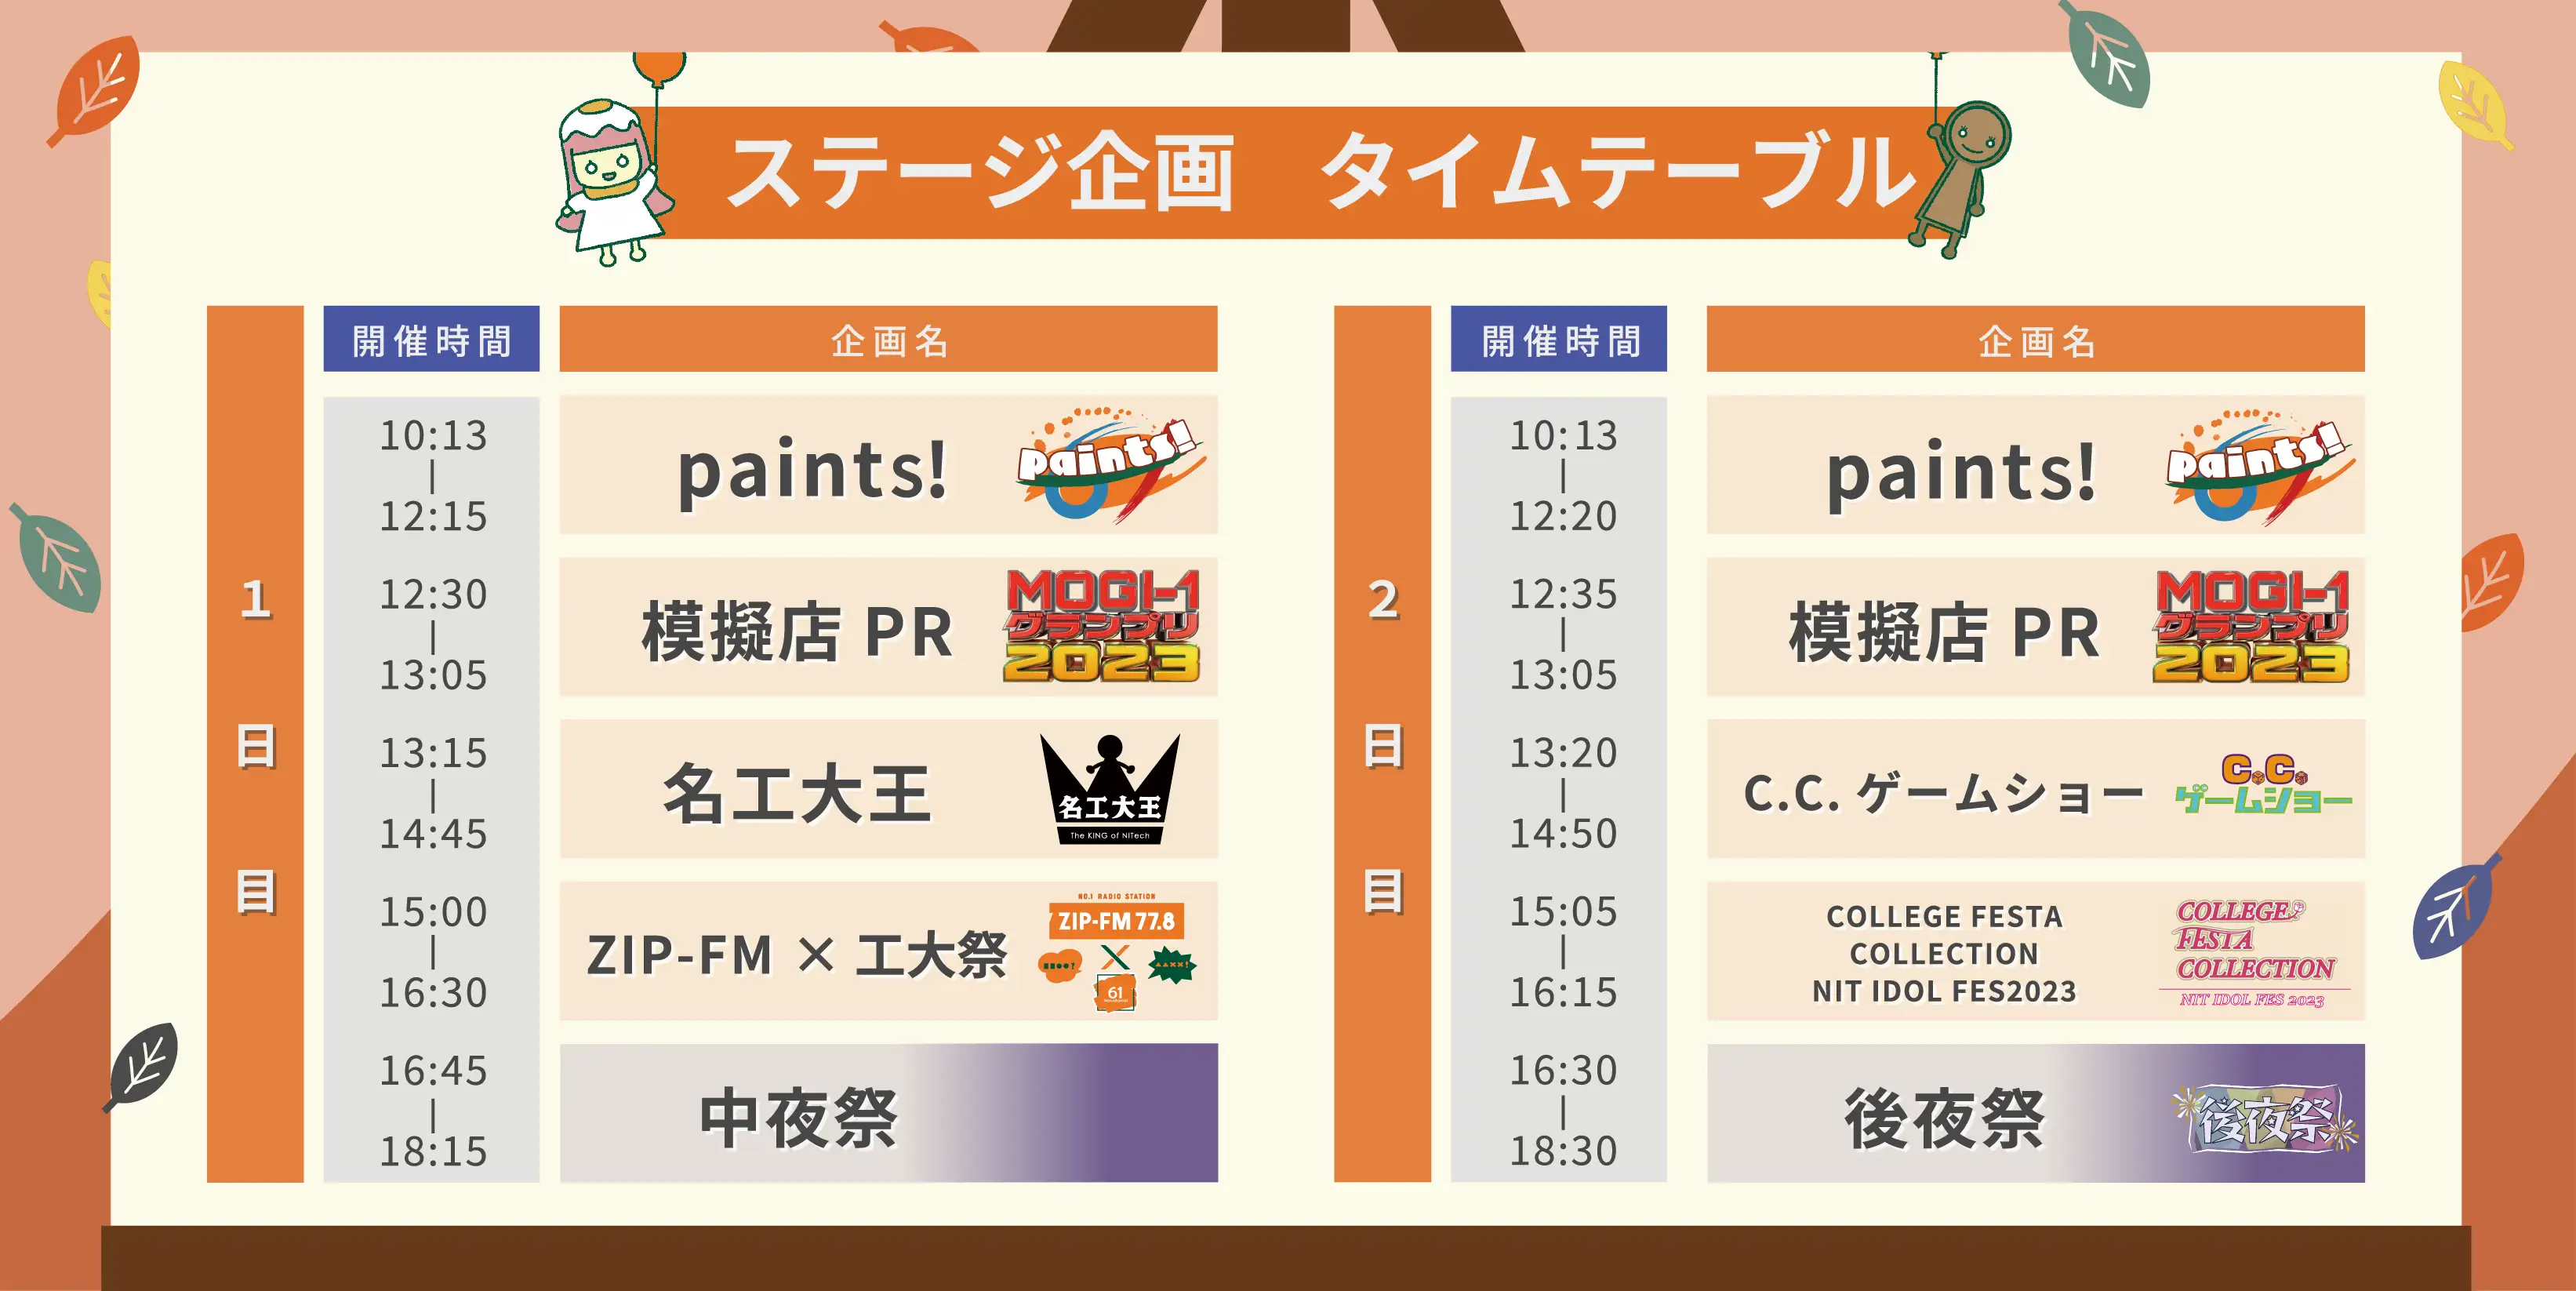 ステージ企画　タイムテーブル
1日目
開催時間 企画名
10:13
|
12:15
paints!
paints!
12:30
|
13:05
模擬店 PR
MOGI-1
グランプリ
2023
13:15
|
14:45
名工大王
名工大王
The KING of NITech
15:00
|
16:30
ZIP-FM × 工大祭
NO.1 RADIO STATION
ZIP-FM 77.8
61
16:45
|
18:15
中夜祭
2日目
開催時間 企画名
10:13
|
12:20
paints!
paints!
12:35
|
13:05
模擬店 PR
MOGI-1
グランプリ
2023
13:20
|
14:50
C.C. ゲームショー
C.C.
ゲームショー
15:05
|
16:15
COLLEGE FESTA
COLLECTION
NIT IDOL FES2023
COLLEGE
FESTA
COLLECTION
NIT IDOL FES 2023
16:30
|
18:30
後夜祭
後夜祭